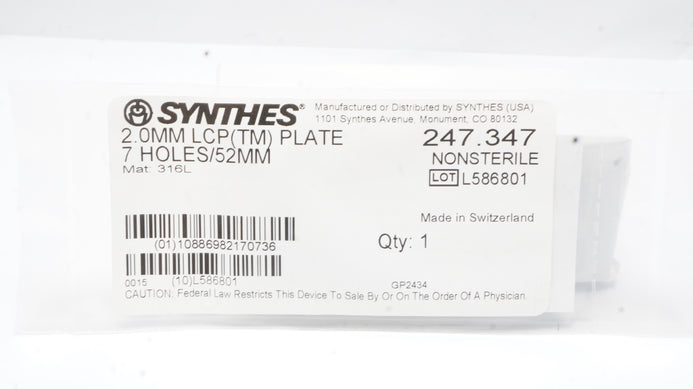 SYNTHES®
Manufactured or Distributed by SYNTHES (USA)
1101 Synthes Avenue, Monument, CO 80132
2.0MM LCP(TM) PLATE
7 HOLES/52MM
Mat: 316L
247.347
NONSTERILE
LOT L586801
Made in Switzerland
(01)10886982170736
Qty: 1
(10)L586801
0015
GP2434
CAUTION: Federal Law Restricts This Device To Sale By Or On The Order Of A Physician.